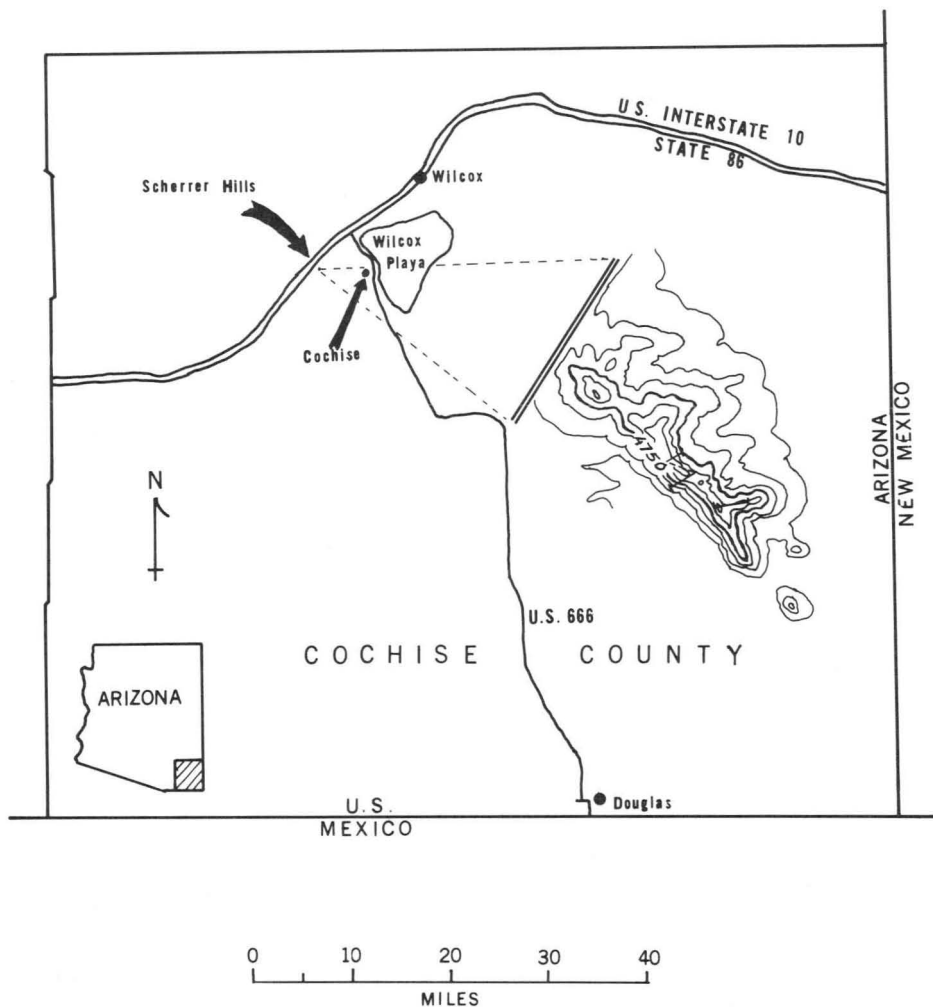 U.S. INTERSTATE 10
STATE 86
Wilcox
Scherrer Hills
Wilcox
Playa
Cochise
4750
ARIZONA
NEW MEXICO
N
U.S. 666
COCHISE COUNTY
ARIZONA
Douglas
U.S.
MEXICO
0 10 20 30 40
MILES